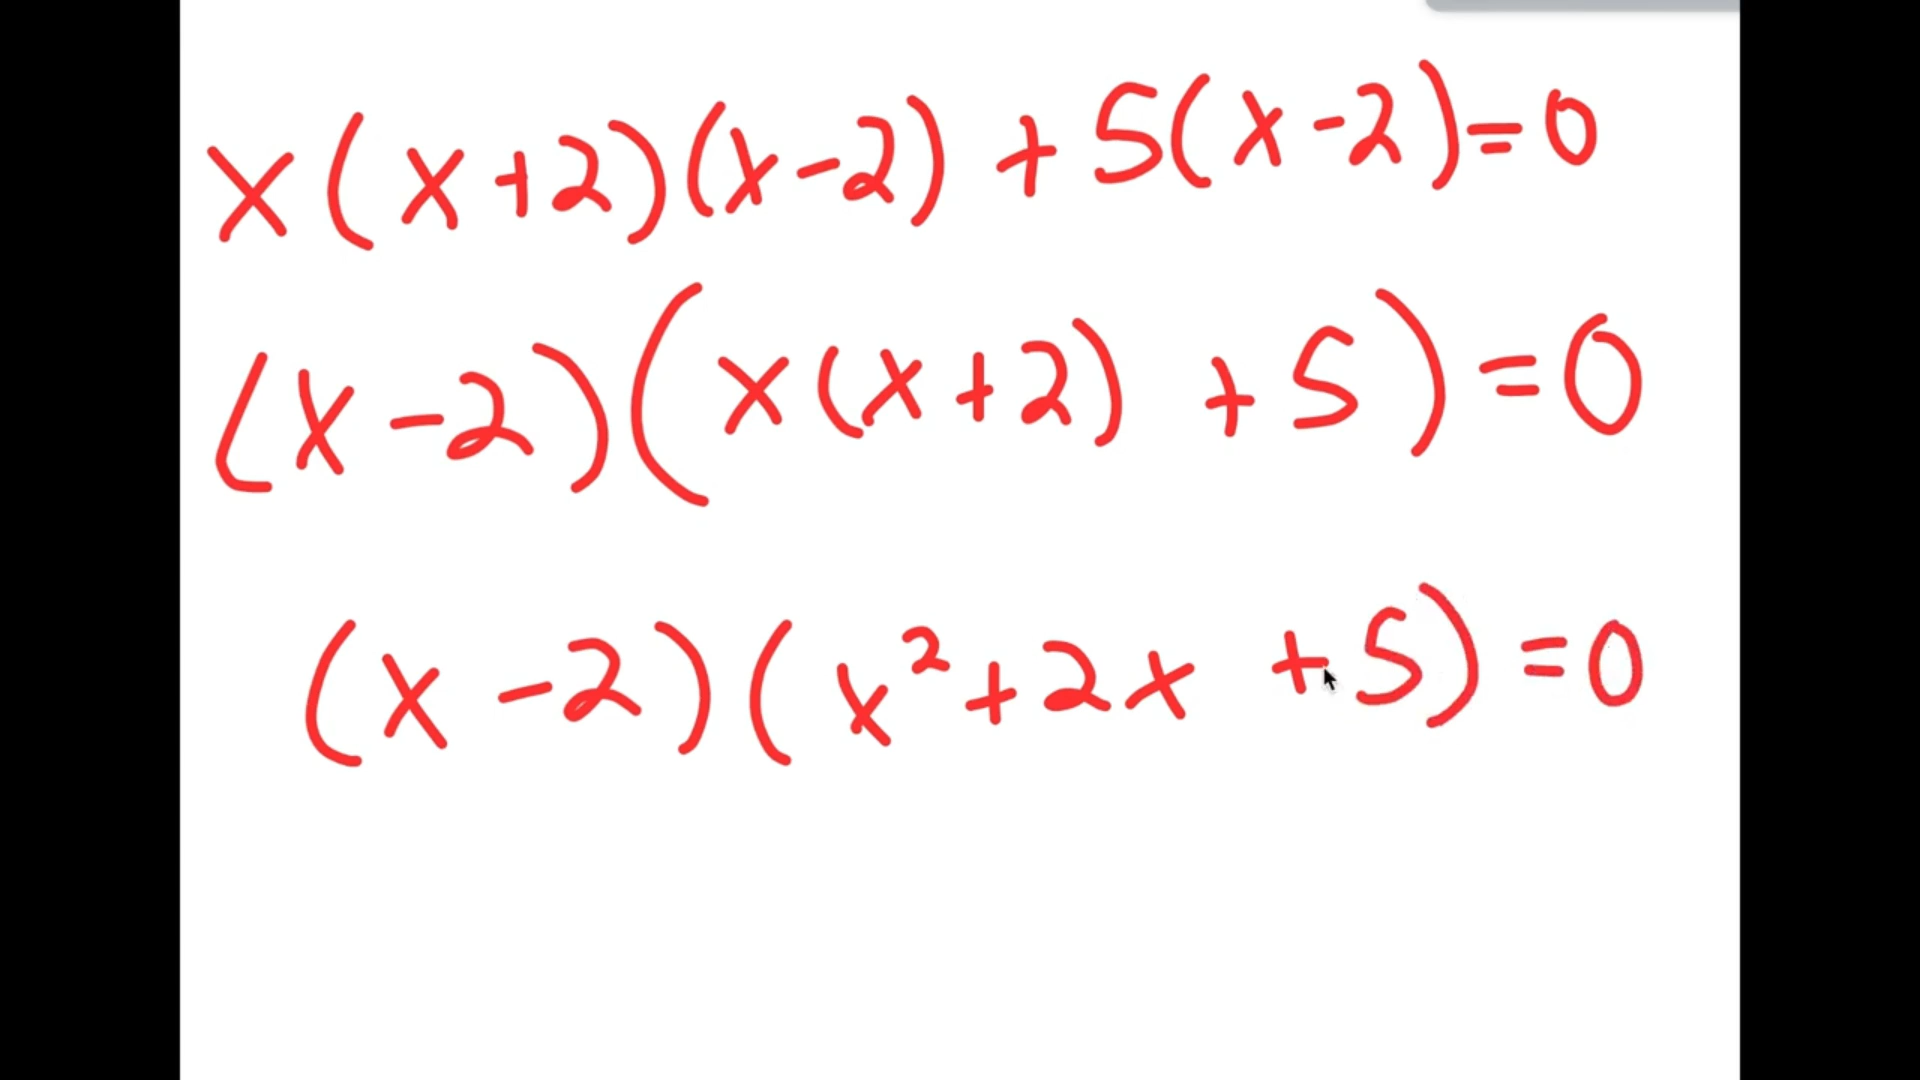 x(x+2)(x-2) + 5(x-2)=0
(x-2)(x(x+2) +5)=0
(x-2)(x²+2x +5)=0